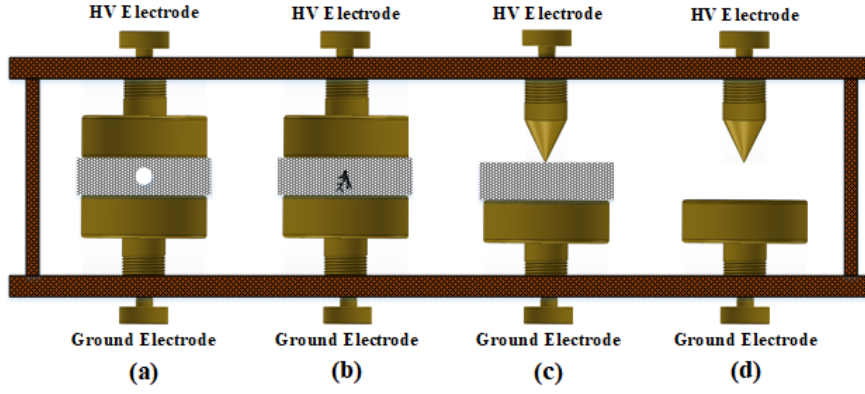 HV Electrode HV Electrode HV Electrode HV Electrode
Ground Electrode Ground Electrode Ground Electrode Ground Electrode
(a) (b) (c) (d)